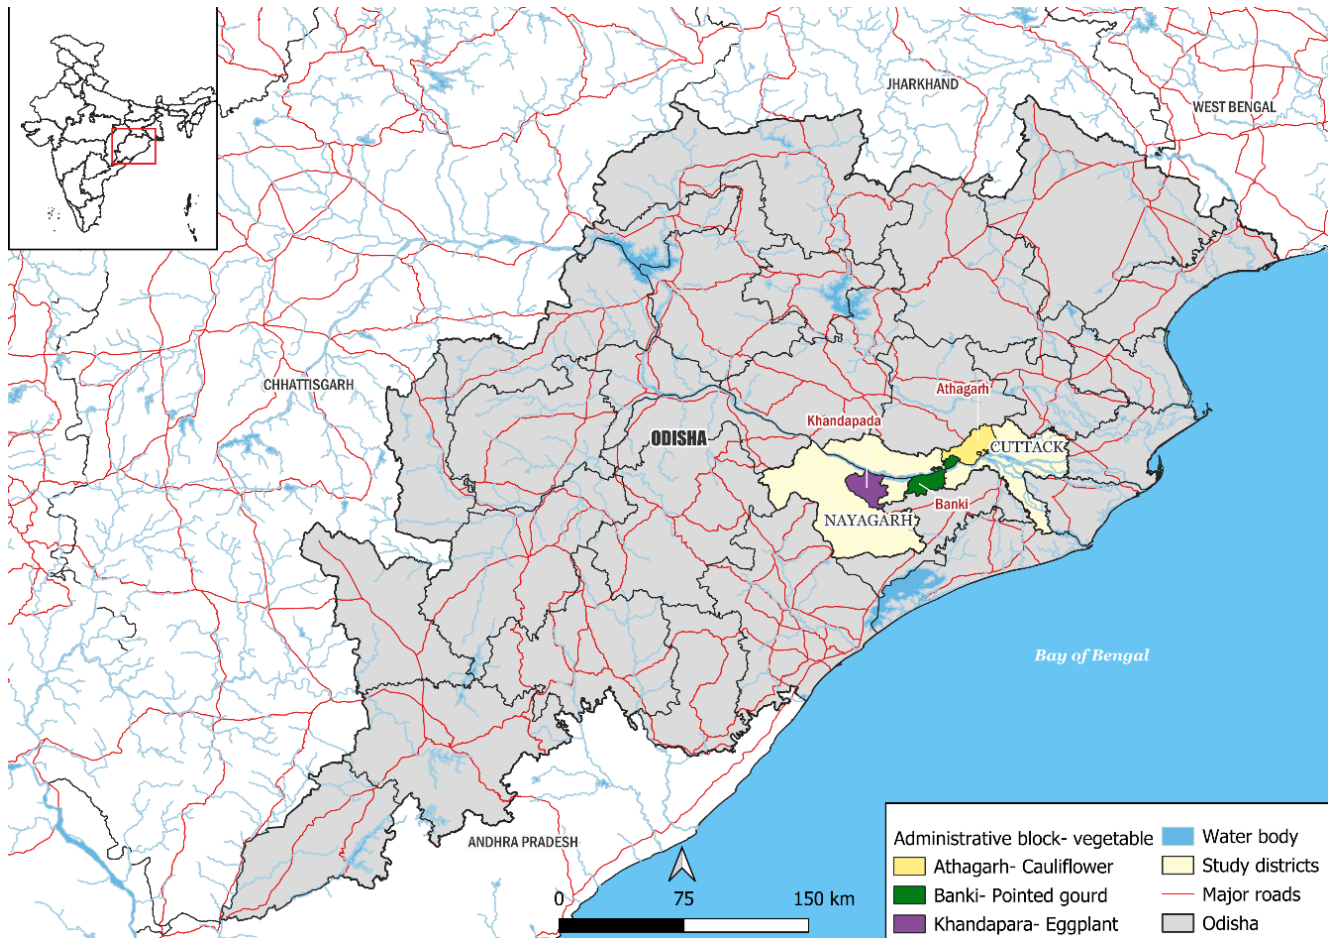 JHARKHAND
WEST BENGAL
CHHATTISGARH
Athagarh
Khandapada
ODISHA
CUTTACK
Banki
NAYAGARH
Bay of Bengal
ANDHRA PRADESH
0 75 150 km
Administrative block- vegetable
Athagarh- Cauliflower
Banki- Pointed gourd
Khandapara- Eggplant
Water body
Study districts
Major roads
Odisha